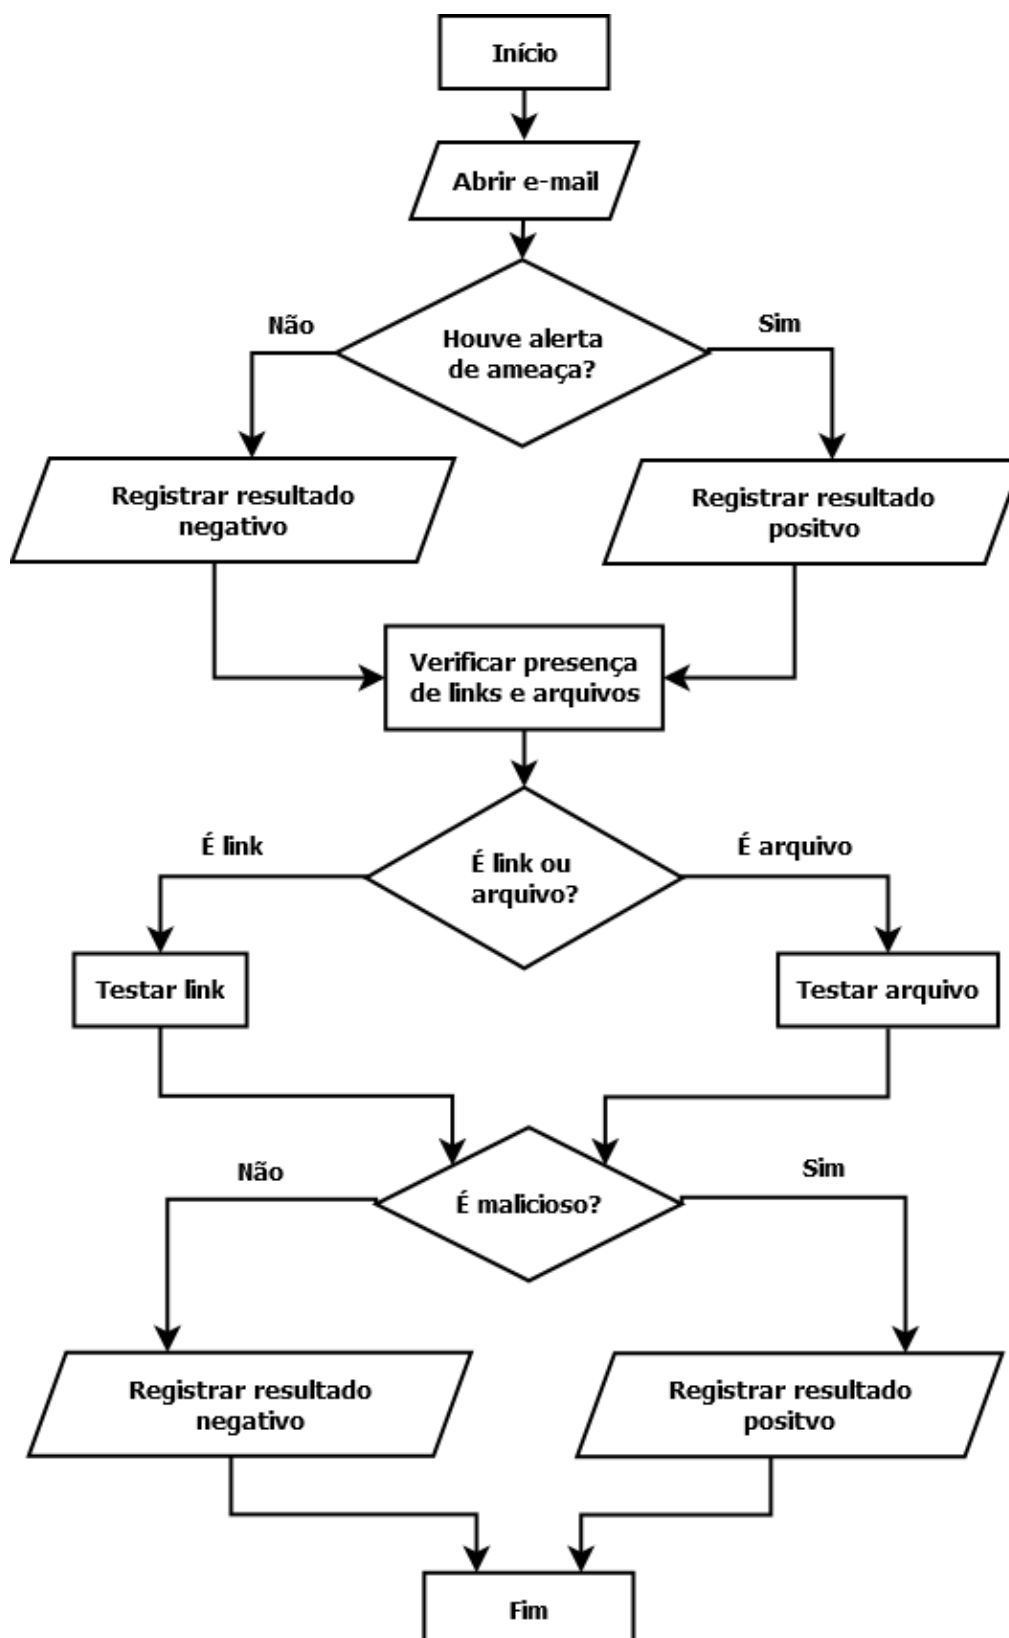 Início
Abrir e-mail
Não
Sim
Houve alerta
de ameaça?
Registrar resultado
negativo
Registrar resultado
positvo
Verificar presença
de links e arquivos
É link
É arquivo
É link ou
arquivo?
Testar link
Testar arquivo
Não
Sim
É malicioso?
Registrar resultado
negativo
Registrar resultado
positvo
Fim